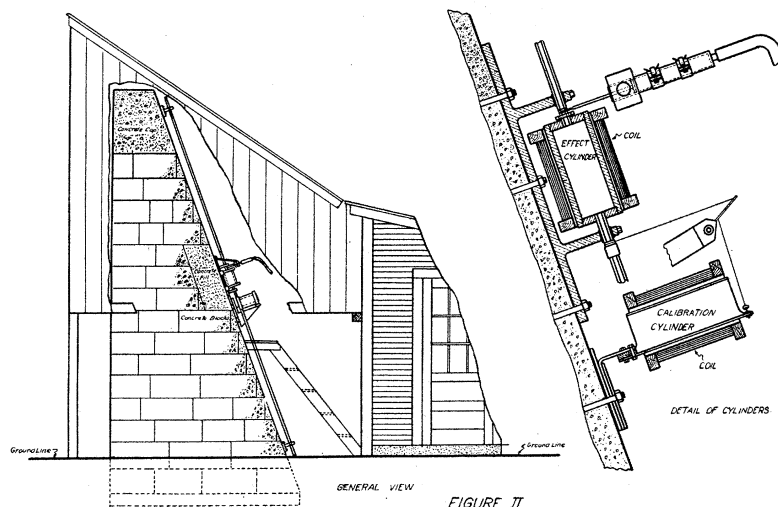 Concrete Cap
Concrete
Concrete Blocks
Ground Line
Ground Line
GENERAL VIEW
EFFECT
CYLINDER
COIL
CALIBRATION
CYLINDER
COIL
DETAIL OF CYLINDERS
FIGURE II